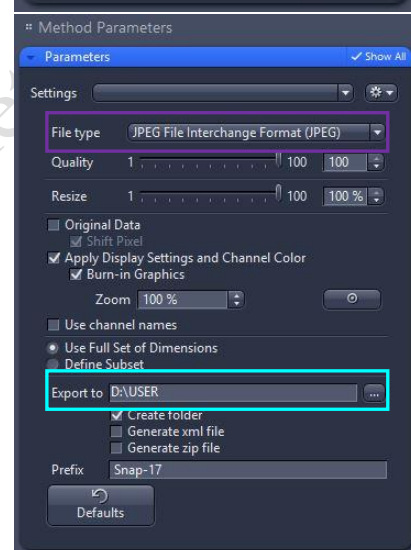 Method Parameters
Parameters ✓ Show All
Settings
File type JPEG File Interchange Format (JPEG)
Quality 1 100 100
Resize 1 100 100 %
Original Data
Shift Pixel
Apply Display Settings and Channel Color
Burn-in Graphics
Zoom 100 %
Use channel names
Use Full Set of Dimensions
Define Subset
Export to D:\USER ...
Create folder
Generate xml file
Generate zip file
Prefix Snap-17
Defaults